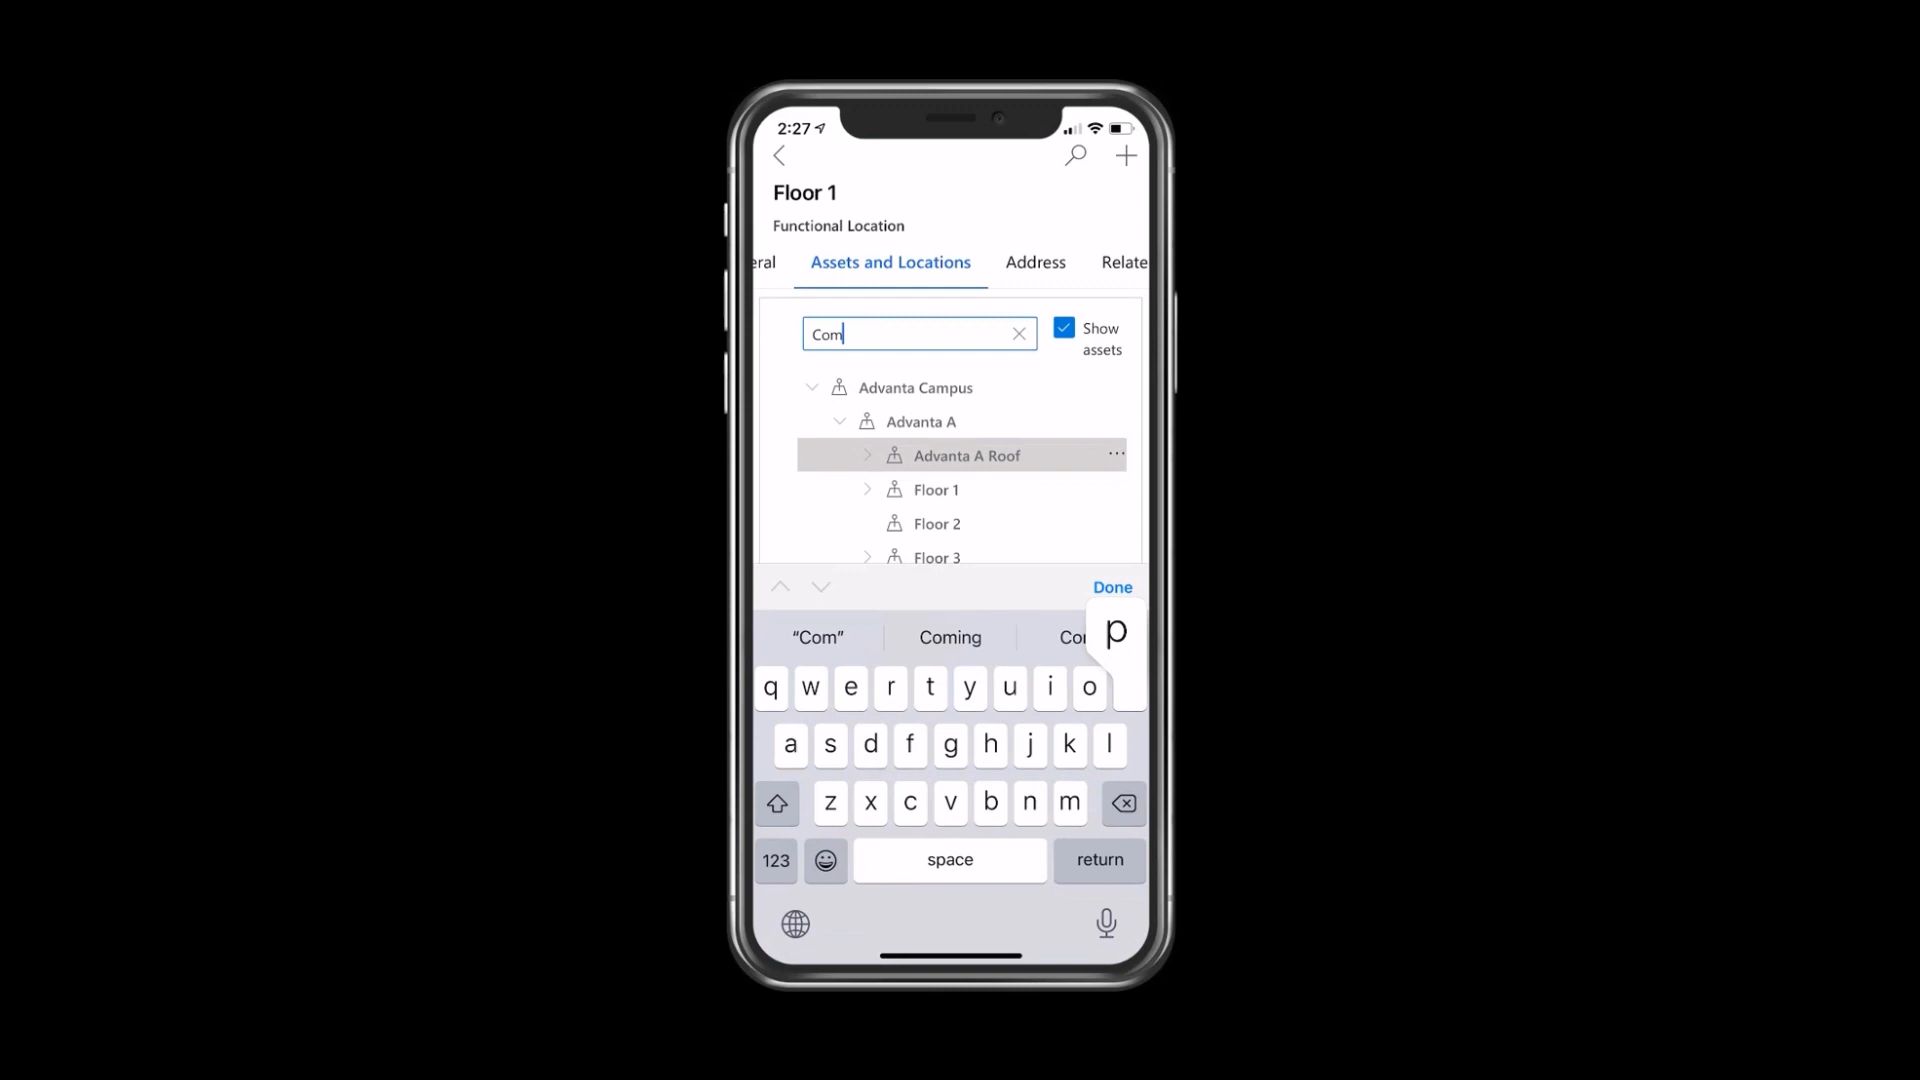 2:27
Floor 1
Functional Location
eral Assets and Locations Address Relate
Com
Show
assets
Advanta Campus
Advanta A
Advanta A Roof ...
Floor 1
Floor 2
Floor 3
Done
“Com” Coming Co
p
q w e r t y u i o
a s d f g h j k l
z x c v b n m
123 space return